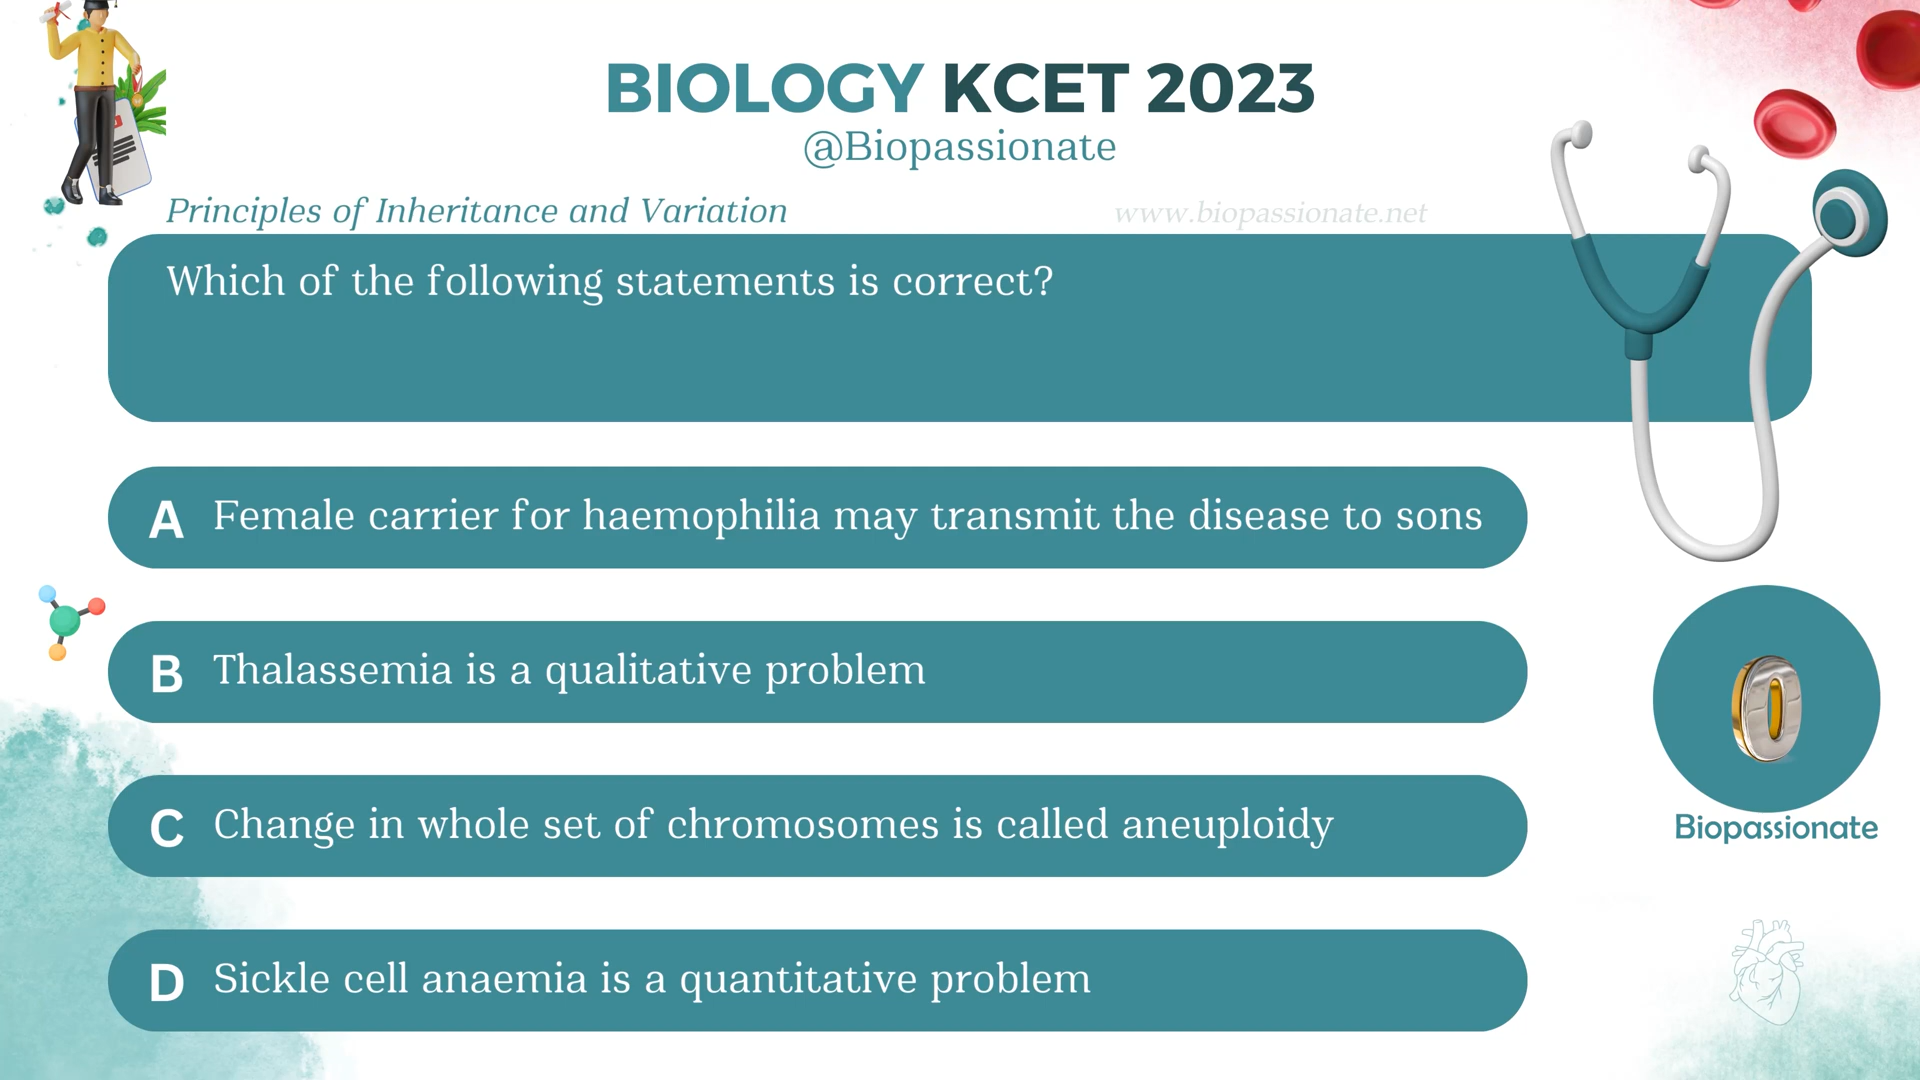 BIOLOGY KCET 2023
@Biopassionate
Principles of Inheritance and Variation
www.biopassionate.net
Which of the following statements is correct?
A Female carrier for haemophilia may transmit the disease to sons
B Thalassemia is a qualitative problem
0
Biopassionate
C Change in whole set of chromosomes is called aneuploidy
D Sickle cell anaemia is a quantitative problem